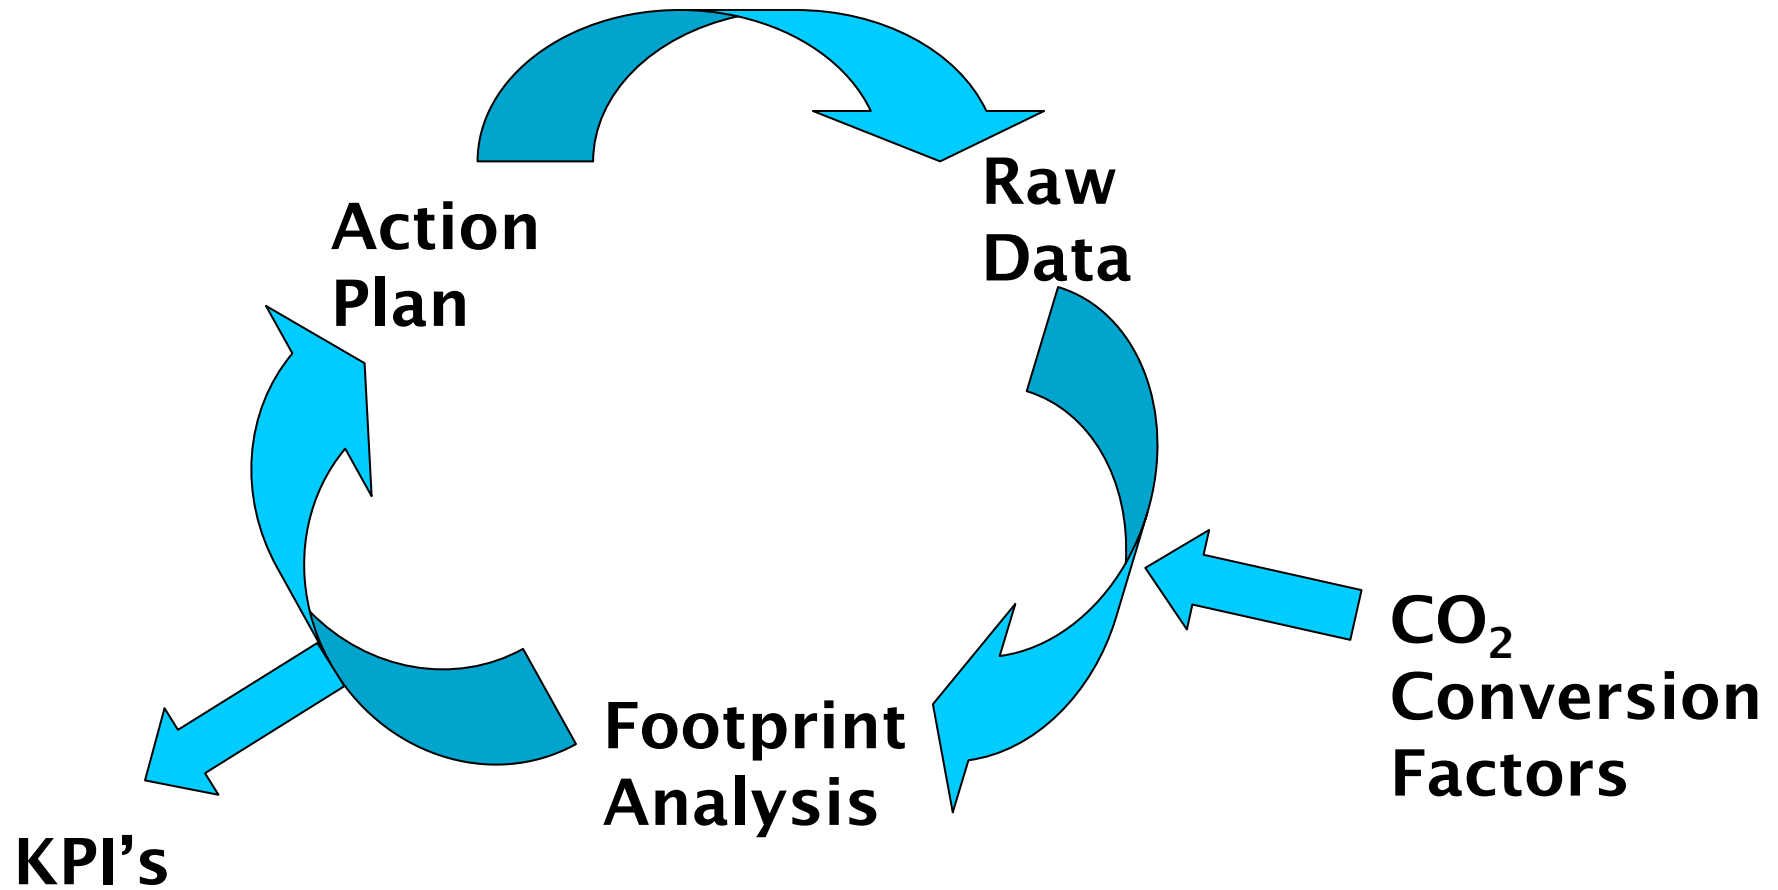 Action
Plan
Raw
Data
CO₂
Conversion
Factors
Footprint
Analysis
KPI’s